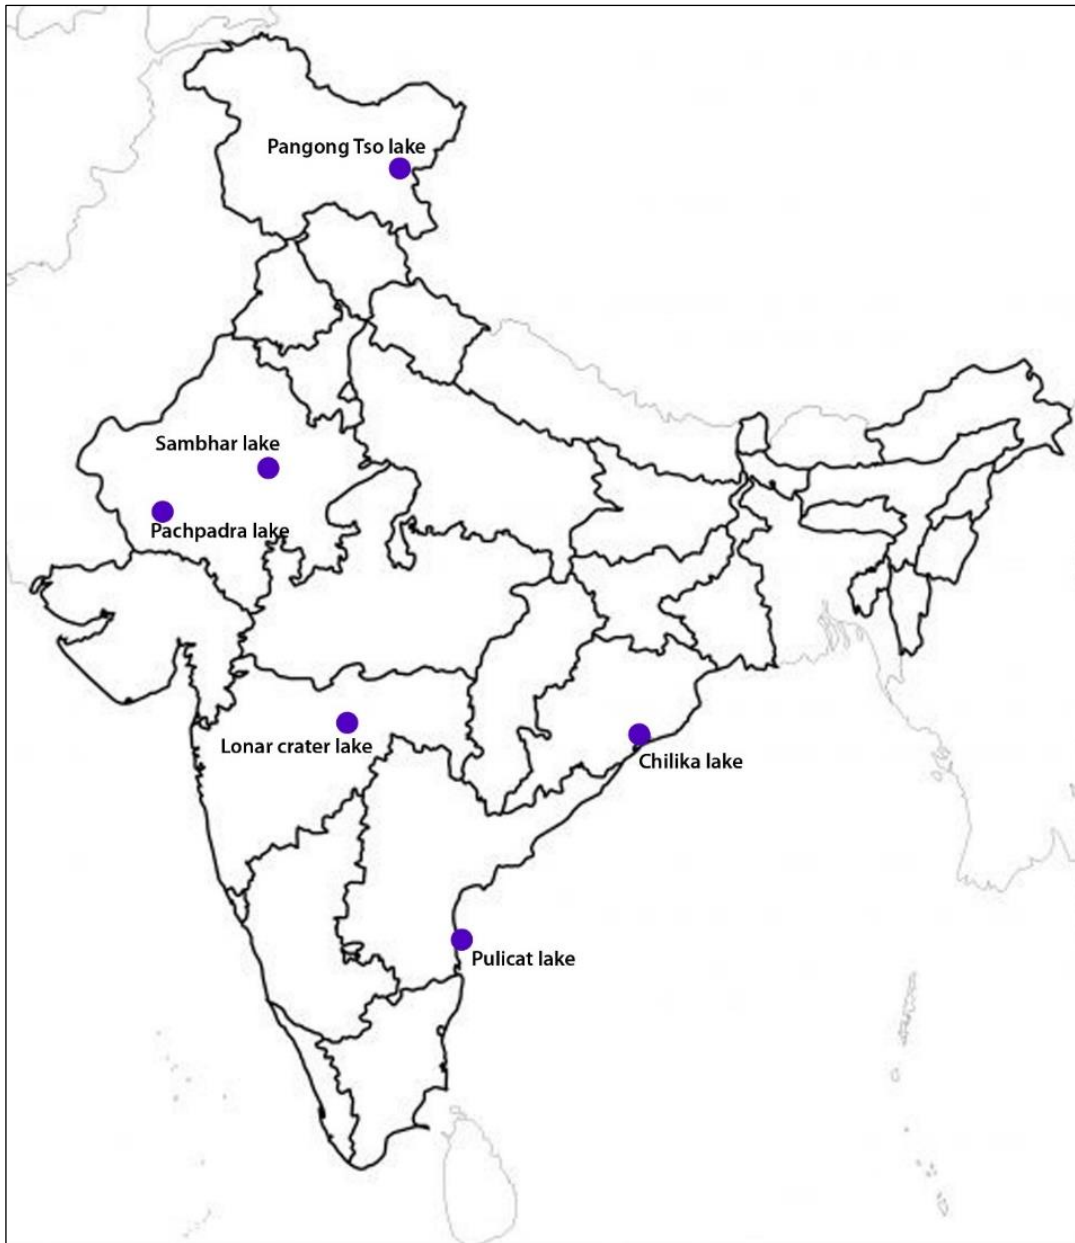 Pangong Tso lake
Sambhar lake
Pachpadra lake
Lonar crater lake
Chilika lake
Pulicat lake